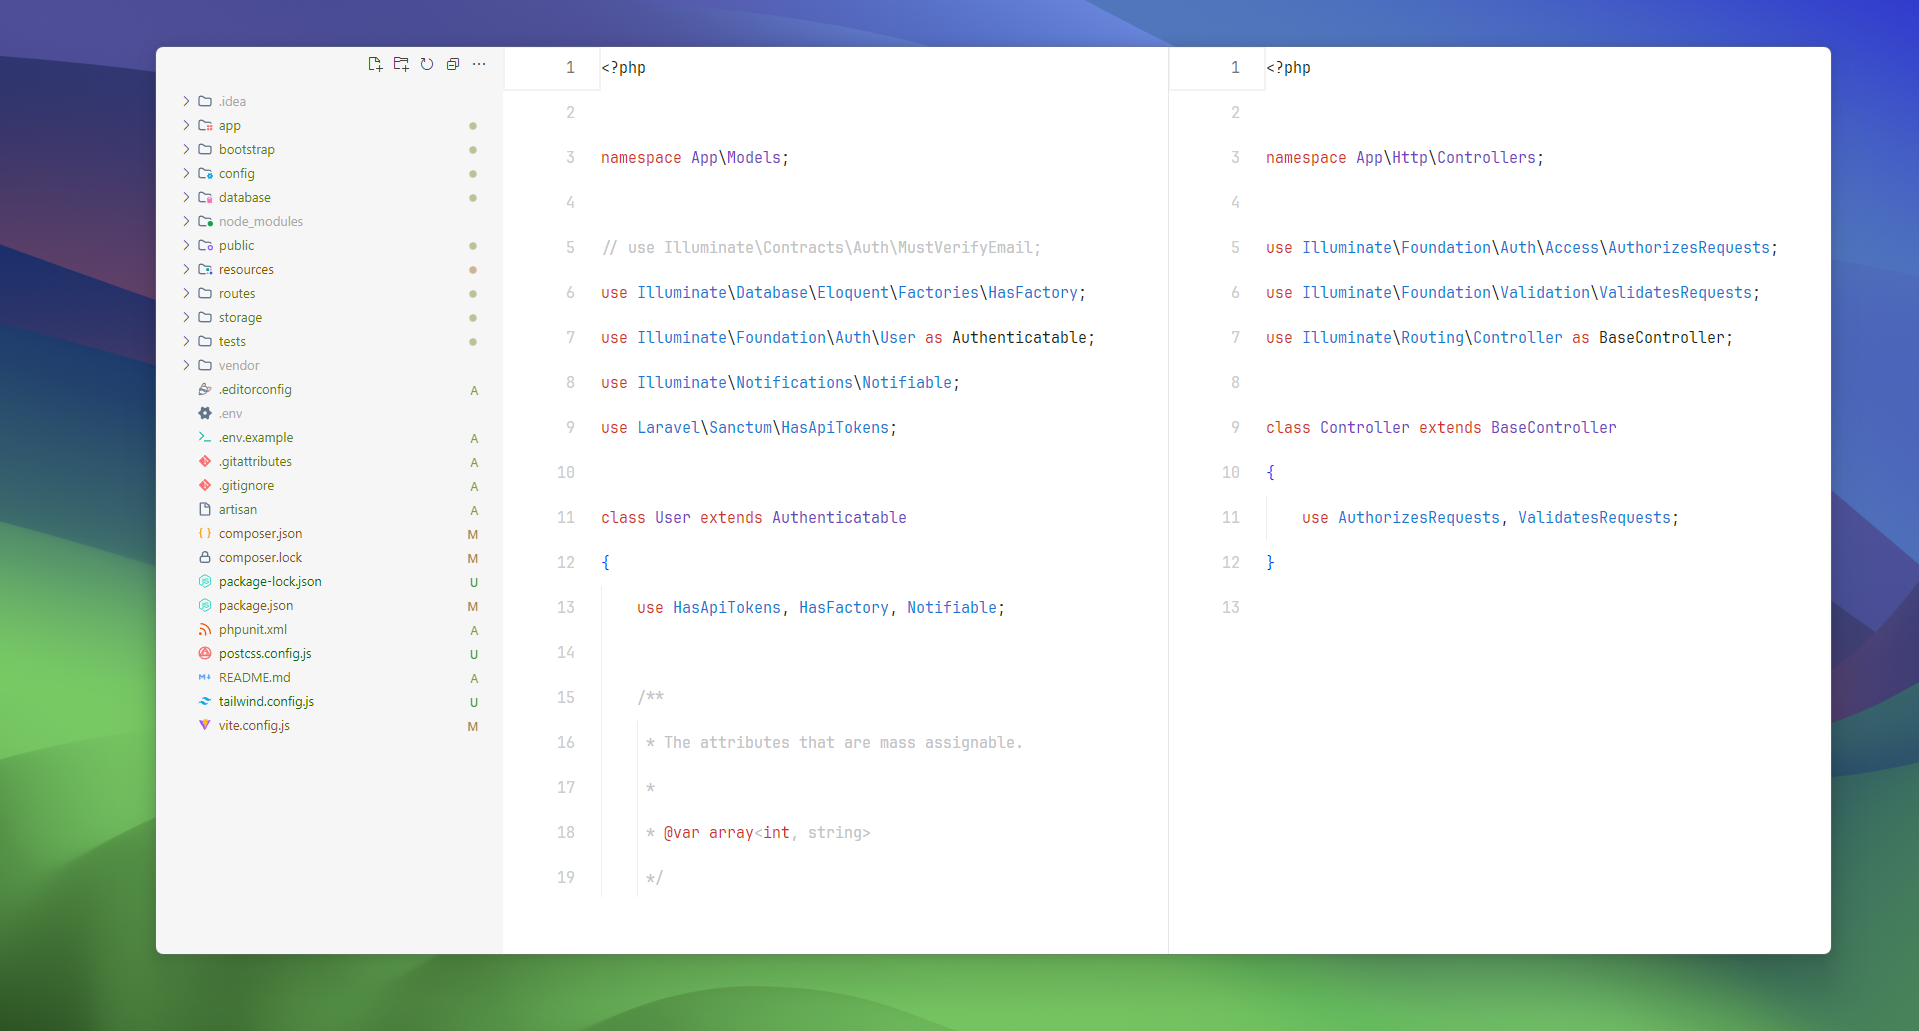 .idea
app
bootstrap
config
database
node_modules
public
resources
routes
storage
tests
vendor
.editorconfig A
.env
.env.example A
.gitattributes A
.gitignore A
artisan A
composer.json M
composer.lock M
package-lock.json U
package.json M
phpunit.xml A
postcss.config.js U
README.md A
tailwind.config.js U
vite.config.js M
1 <?php
2
3 namespace App\Models;
4
5 // use Illuminate\Contracts\Auth\MustVerifyEmail;
6 use Illuminate\Database\Eloquent\Factories\HasFactory;
7 use Illuminate\Foundation\Auth\User as Authenticatable;
8 use Illuminate\Notifications\Notifiable;
9 use Laravel\Sanctum\HasApiTokens;
10
11 class User extends Authenticatable
12 {
13 use HasApiTokens, HasFactory, Notifiable;
14
15 /**
16 * The attributes that are mass assignable.
17 *
18 * @var array<int, string>
19 */
1 <?php
2
3 namespace App\Http\Controllers;
4
5 use Illuminate\Foundation\Auth\Access\AuthorizesRequests;
6 use Illuminate\Foundation\Validation\ValidatesRequests;
7 use Illuminate\Routing\Controller as BaseController;
8
9 class Controller extends BaseController
10 {
11 use AuthorizesRequests, ValidatesRequests;
12 }
13